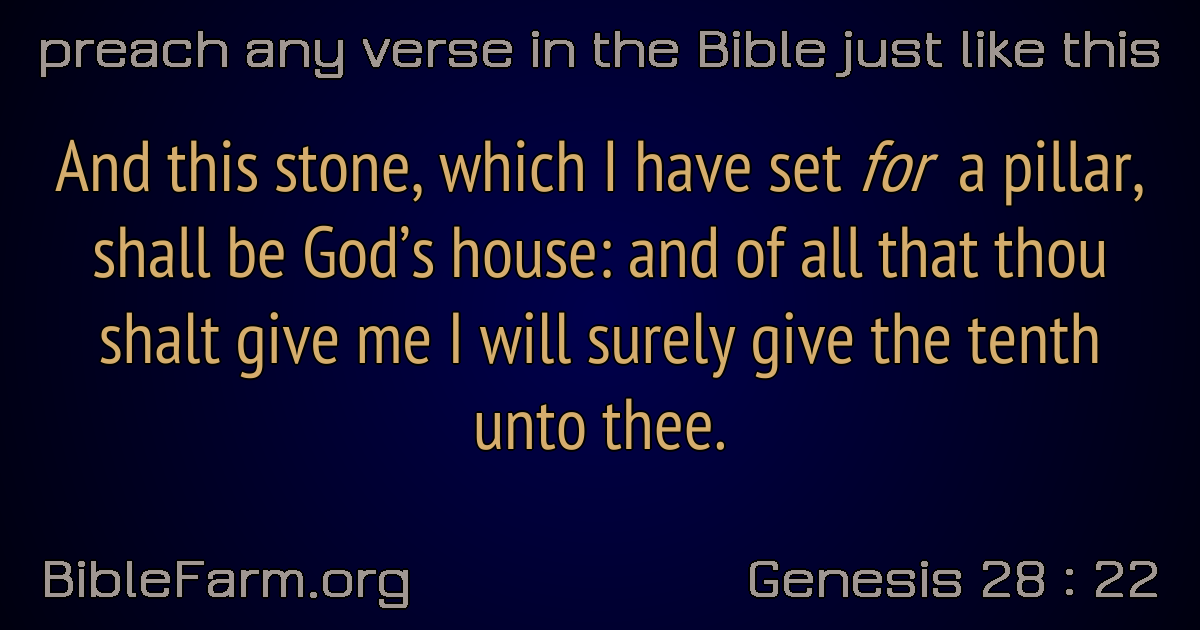 preach any verse in the Bible just like this
And this stone, which I have set for a pillar,
shall be God’s house: and of all that thou
shalt give me I will surely give the tenth
unto thee.
BibleFarm.org
Genesis 28 : 22